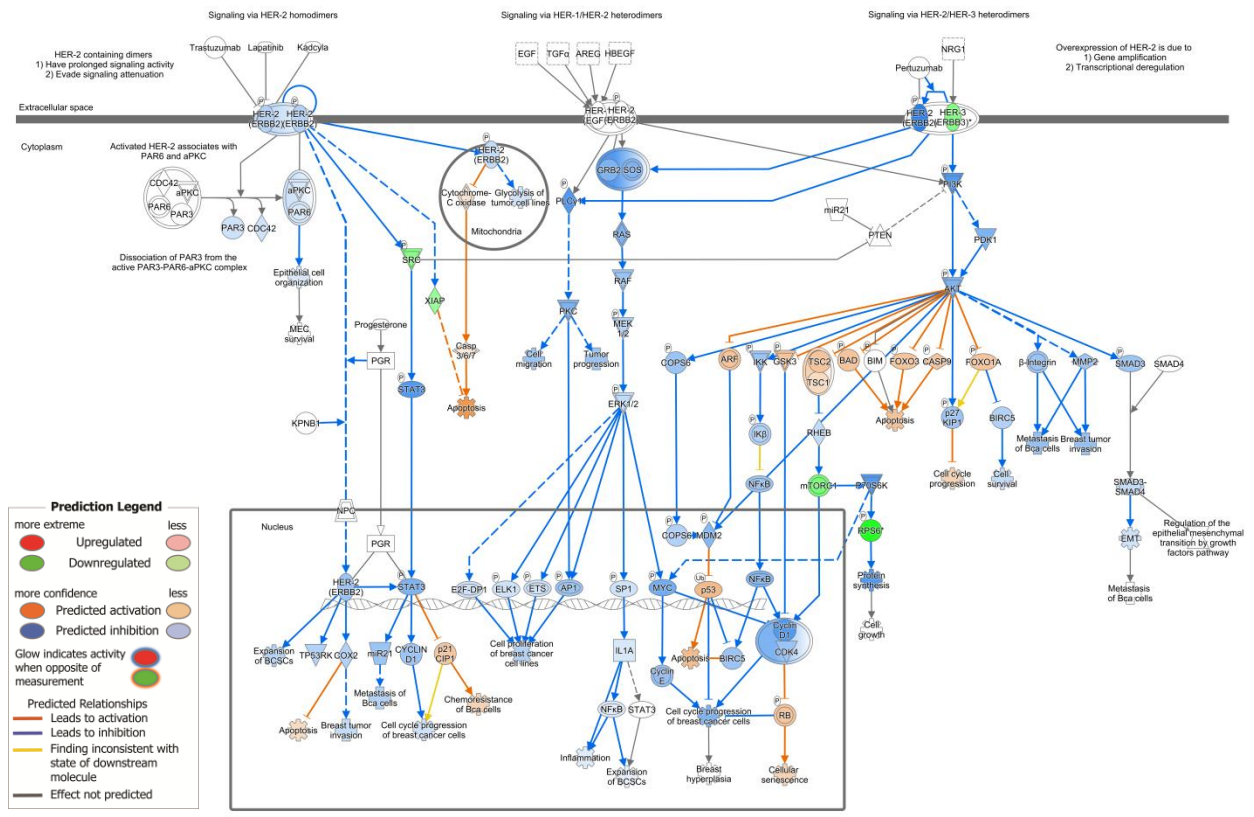 Signaling via HER-2 homodimers
Signaling via HER-1/HER-2 heterodimers
Signaling via HER-2/HER-3 heterodimers
HER-2 containing dimers
1) Have prolonged signaling activity
2) Evade signaling attenuation
Trastuzumab
Lapatinib
Kadcyla
EGF
TGFα
AREG
HBEGF
NRG1
Pertuzumab
Overexpression of HER-2 is due to
1) Gene amplification
2) Transcriptional deregulation
Extracellular space
P
HER-2
(ERBB2)
P
HER-2
(ERBB2)
HER-2
ERBB2
P
HER-2
(ERBB2)
HER-3
(ERBB3)*
Cytoplasm
Activated HER-2 associates with
PAR6 and aPKC
CDC42
aPKC
PAR6
PAR3
PAR3
CDC42
aPKC
PAR6
Dissociation of PAR3 from the
active PAR3-PAR6-aPKC complex
Epithelial cell
organization
MEC
survival
P
HER-2
(ERBB2)
Cytochrome-
C oxidase
Glycolysis of
tumor cell lines
Mitochondria
GRB2
SOS
P
RAS
P
RAF
P
MEK
1/2
P
ERK1/2
P
PKC
Cell
migration
Tumor
progression
P
SRC
XIAP
Casp
3/6/7
Apoptosis
Progesterone
PGR
KPNB1
P
STAT3
miR21
PTEN
P
PI3K
PDK1
P
AKT
P
COPS6
ARF
P
IKK
GSK3
TSC2
TSC1
BAD
BIM
FOXO3
CASP9
FOXO1A
β-Integrin
MMP2
SMAD3
SMAD4
P
IKβ
RHEB
Apoptosis
p27
KIP1
BIRC5
Metastasis of
Bca cells
Breast tumor
invasion
NFκB
mTORC1
P70S6K
Cell cycle
progression
Cell
survival
SMAD3-
SMAD4
RPS6*
EMT
Regulation of the
epithelial mesenchymal
transition by growth
factors pathway
Protein
synthesis
Cell
growth
Metastasis of
Bca cells
NPC
Nucleus
PGR
COPS6
MDM2
HER-2
(ERBB2)
STAT3
E2F-DP1
ELK1
ETS
AP1
SP1
MYC
Ub
p53
NFκB
Cyclin
D1
CDK4
Expansion
of BCSCs
TP53RK
COX2
miR21
CYCLIN
D1
p21
CIP1
Cell proliferation
of breast cancer
cell lines
IL1A
Cyclin
E
Apoptosis
BIRC5
Metastasis of
Bca cells
Chemoresistance
of Bca cells
Apoptosis
Breast tumor
invasion
Cell cycle progression
of breast cancer cells
NFκB
STAT3
Cell cycle progression
of breast cancer cells
P
RB
Inflammation
Expansion
of BCSCs
Breast
hyperplasia
Cellular
senescence
Prediction Legend
more extreme
less
Upregulated
Downregulated
more confidence
less
Predicted activation
Predicted inhibition
Glow indicates activity
when opposite of
measurement
Predicted Relationships
Leads to activation
Leads to inhibition
Finding inconsistent with
state of downstream
molecule
Effect not predicted